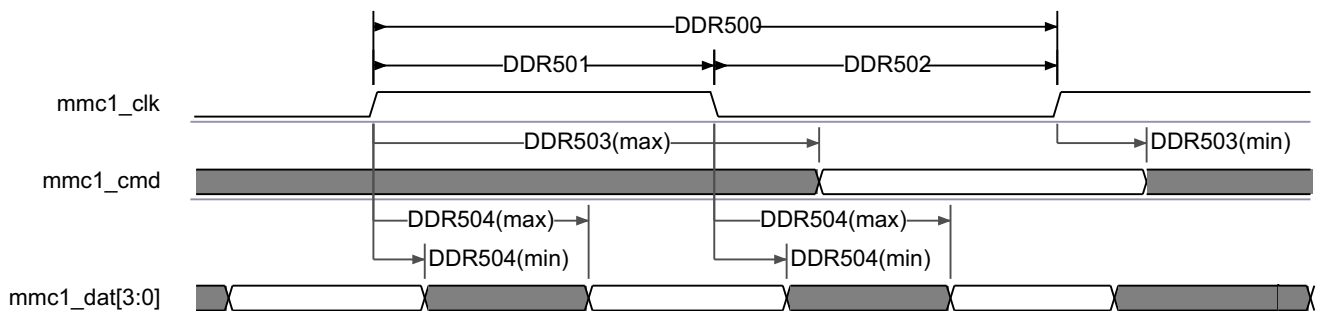 DDR500
DDR501 DDR502
mmc1_clk
DDR503(max) DDR503(min)
mmc1_cmd
DDR504(max) DDR504(max)
DDR504(min) DDR504(min)
mmc1_dat[3:0]